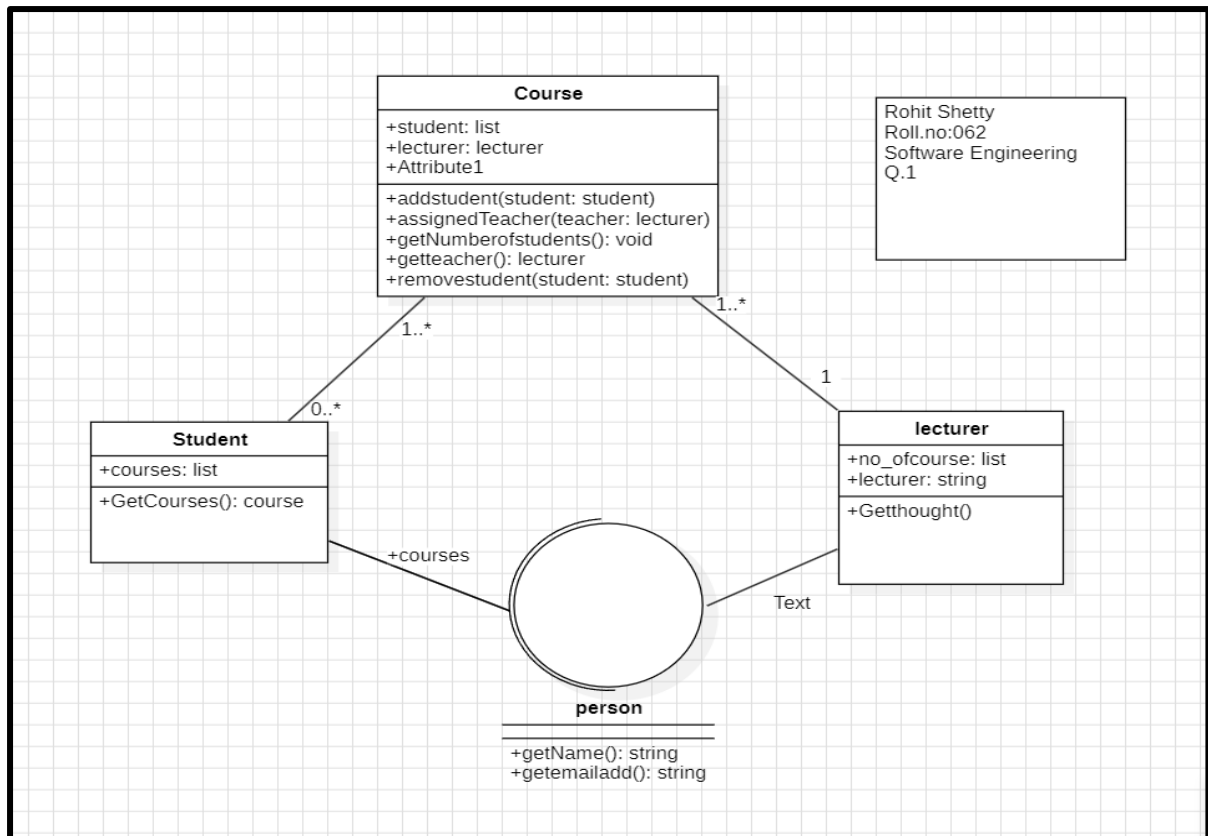 Course
+student: list
+lecturer: lecturer
+Attribute1
+addstudent(student: student)
+assignedTeacher(teacher: lecturer)
+getNumberofstudents(): void
+getteacher(): lecturer
+removestudent(student: student)
Rohit Shetty
Roll.no:062
Software Engineering
Q.1
1..*
1..*
0..*
1
Student
+courses: list
+GetCourses(): course
lecturer
+no_ofcourse: list
+lecturer: string
+Getthought()
+courses
Text
person
+getName(): string
+getemailadd(): string